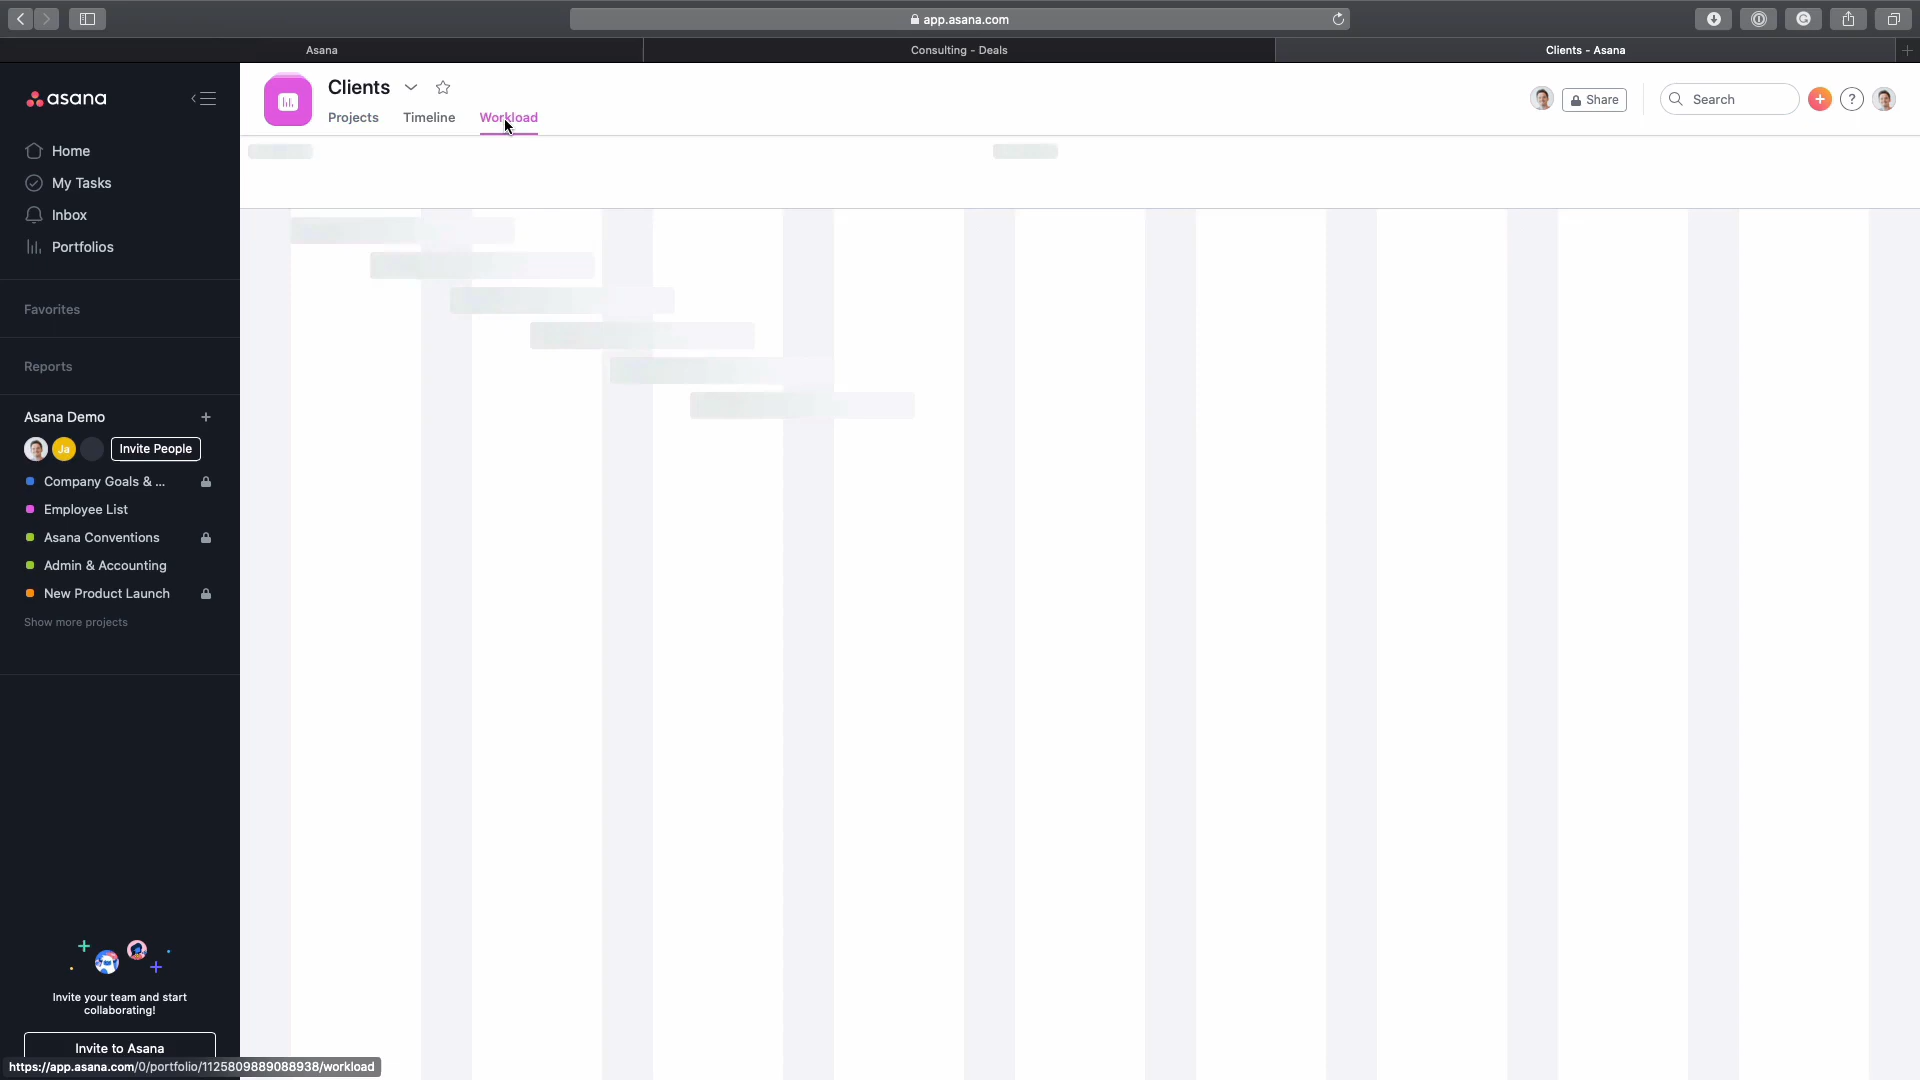 app.asana.com
Asana
Consulting - Deals
Clients - Asana
asana
Clients
Projects
Timeline
Workload
Share
Search
Home
My Tasks
Inbox
Portfolios
Favorites
Reports
Asana Demo
Ja
Invite People
Company Goals & ...
Employee List
Asana Conventions
Admin & Accounting
New Product Launch
Show more projects
Invite your team and start
collaborating!
Invite to Asana
https://app.asana.com/0/portfolio/1125809889088938/workload